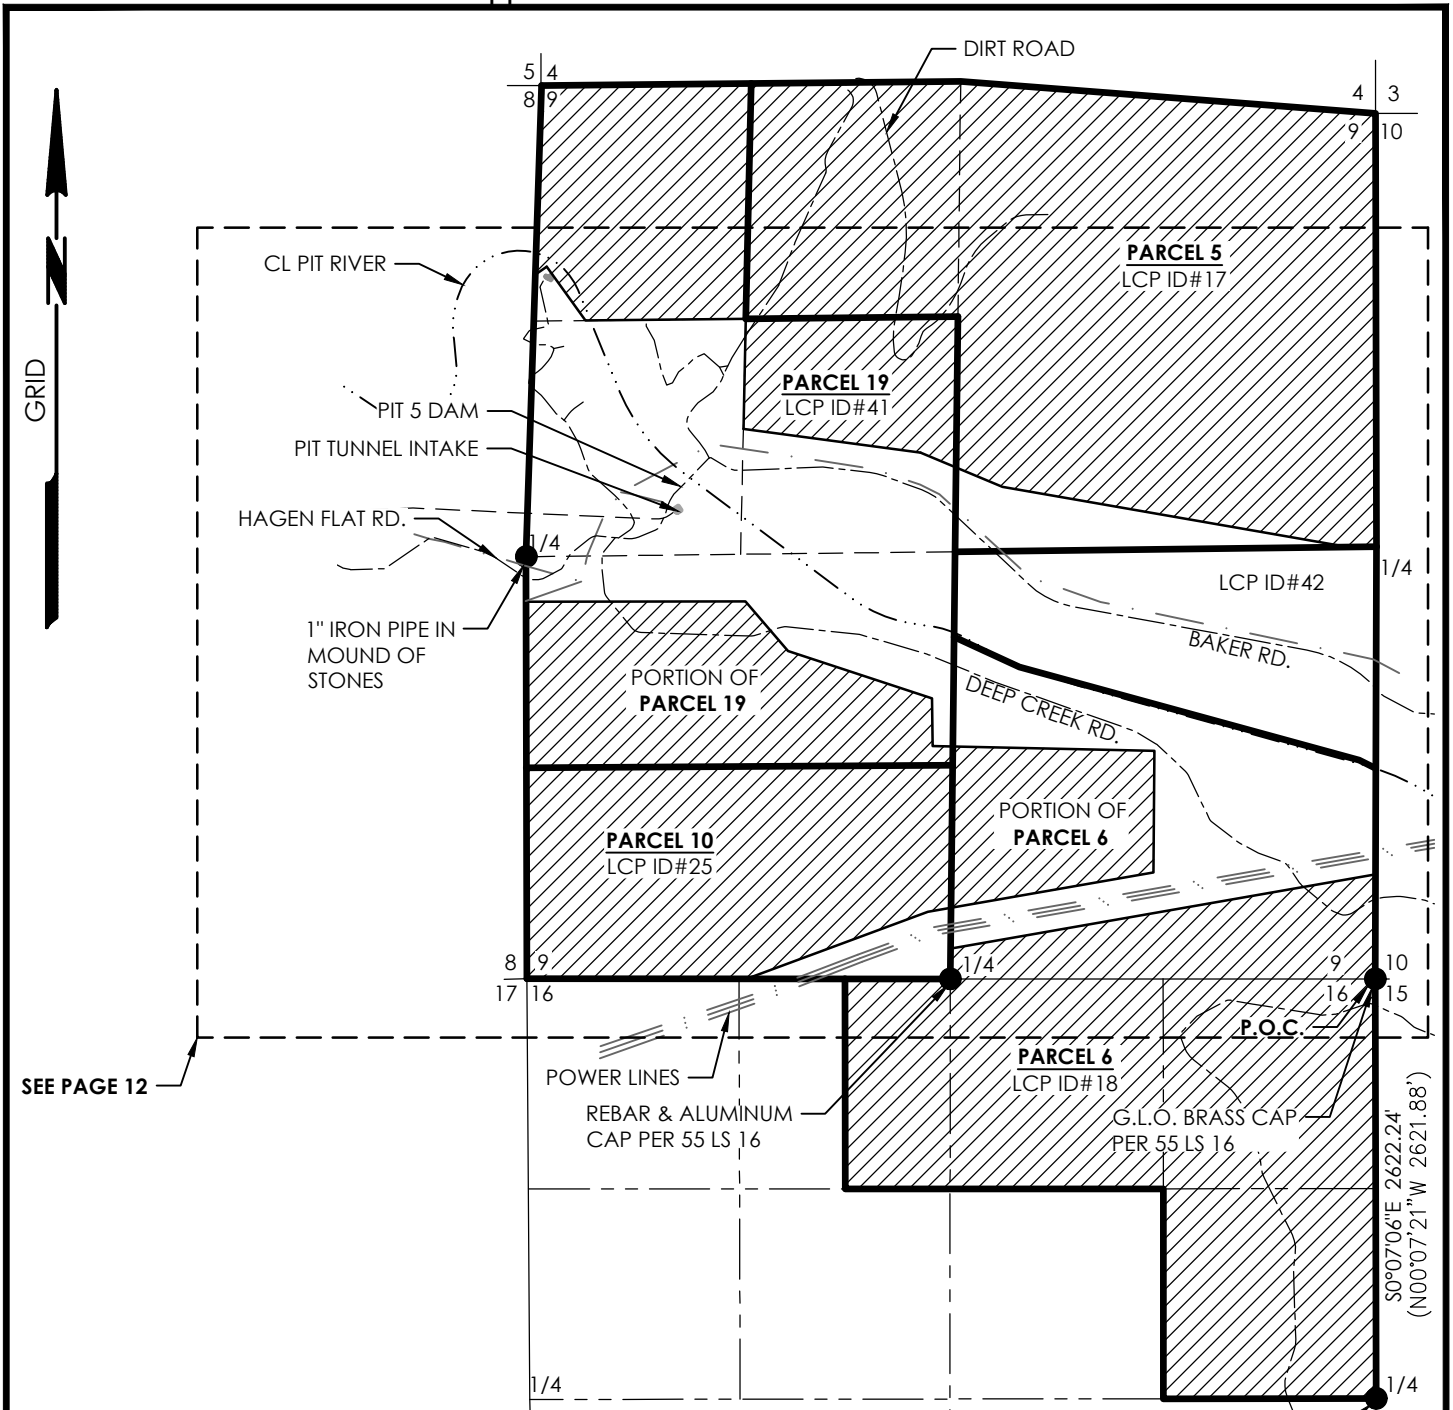 DIRT ROAD
5 4
8 9
4 3
9 10
N
GRID
CL PIT RIVER
PARCEL 5
LCP ID#17
PARCEL 19
LCP ID#41
PIT 5 DAM
PIT TUNNEL INTAKE
HAGEN FLAT RD.
1/4
1/4
LCP ID#42
1" IRON PIPE IN
MOUND OF
STONES
BAKER RD.
PORTION OF
PARCEL 19
DEEP CREEK RD.
PORTION OF
PARCEL 6
PARCEL 10
LCP ID#25
8 9
17 16
1/4
9 10
16 15
P.O.C.
SEE PAGE 12
POWER LINES
PARCEL 6
LCP ID#18
REBAR & ALUMINUM
CAP PER 55 LS 16
G.L.O. BRASS CAP
PER 55 LS 16
S0°07'06"E 2622.24'
(N00°07'21"W 2621.88')
1/4
1/4